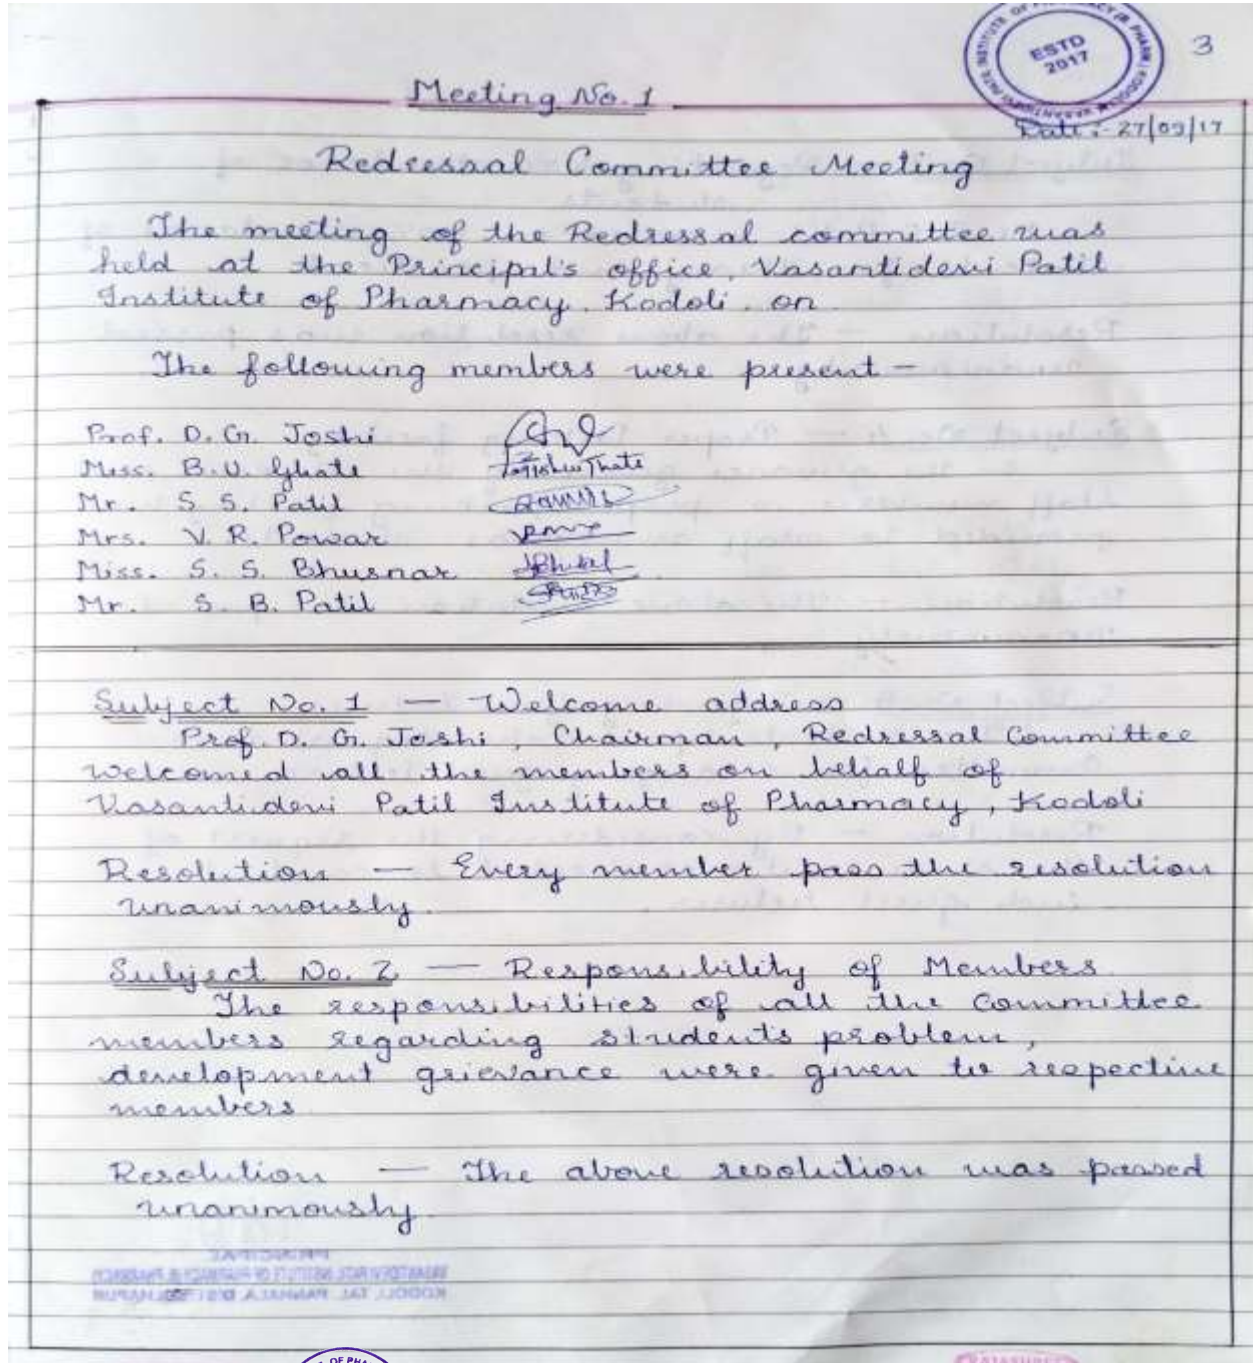 3
ESTD
2017
Meeting No. 1
Date :- 27/09/17
Redressal Committee Meeting
The meeting of the Redressal committee was
held at the Principal's office, Vasantidevi Patil
Institute of Pharmacy, Kodoli. on
The following members were present -
Prof. D. G. Joshi
Miss. B. U. Ghate
Mr. S. S. Patil
Mrs. V. R. Powar
Miss. S. S. Bhusnar
Mr. S. B. Patil
Subject No. 1 — Welcome address
Prof. D. G. Joshi, Chairman, Redressal Committee
welcomed all the members on behalf of
Vasantidevi Patil Institute of Pharmacy, Kodoli
Resolution — Every member pass the resolution
unanimously.
Subject No. 2 — Responsibility of Members
The responsibilities of all the Committee
members regarding student's problem,
development grievance were given to respective
members
Resolution — The above resolution was passed
unanimously.